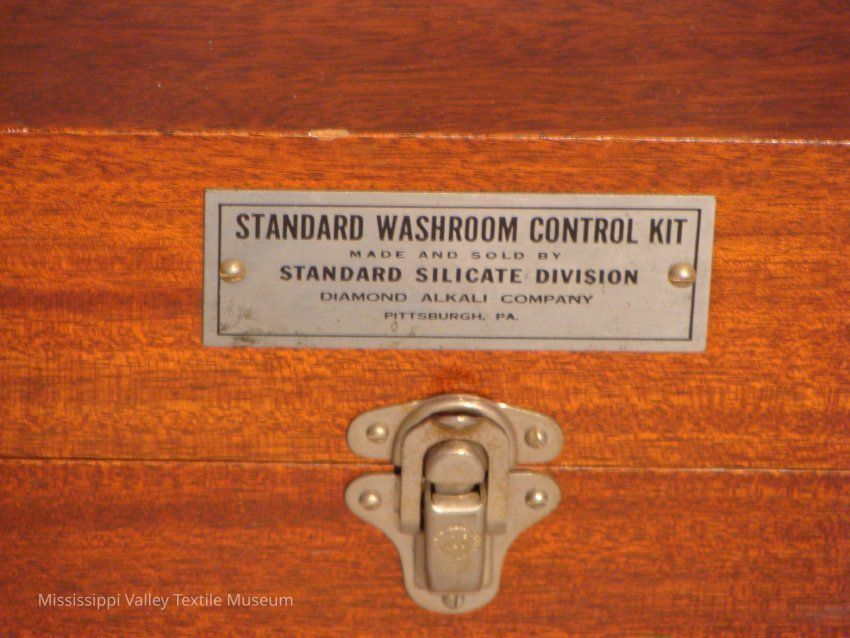 STANDARD WASHROOM CONTROL KIT
MADE AND SOLD BY
STANDARD SILICATE DIVISION
DIAMOND ALKALI COMPANY
PITTSBURGH, PA.
Mississippi Valley Textile Museum